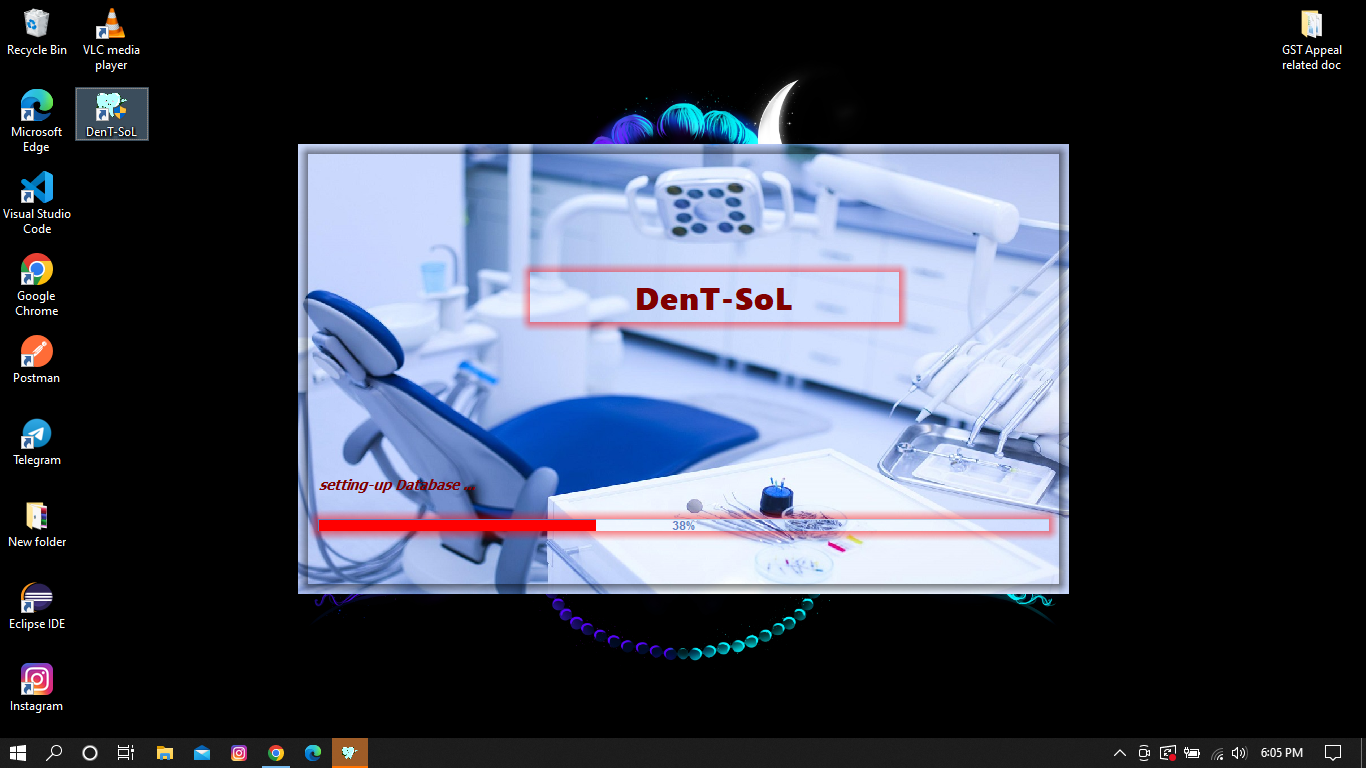 Recycle Bin
VLC media
player
GST Appeal
related doc
Microsoft
Edge
DenT-SoL
Visual Studio
Code
Google
Chrome
Postman
Telegram
New folder
Eclipse IDE
Instagram
DenT-SoL
setting-up Database ...
38%
6:05 PM